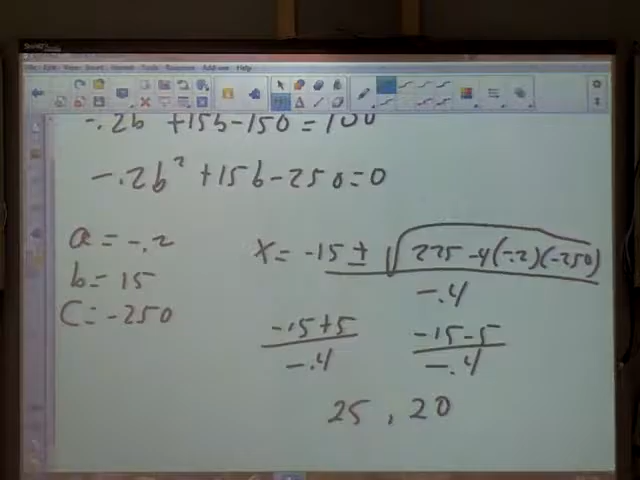 -.2b +15b-150=100
-.2b² +15b-250=0
a=-.2
b=15
C=-250
x= -15 ± √225-4(-.2)(-250)
-.4
-15+5
-.4
-15-5
-.4
25, 20